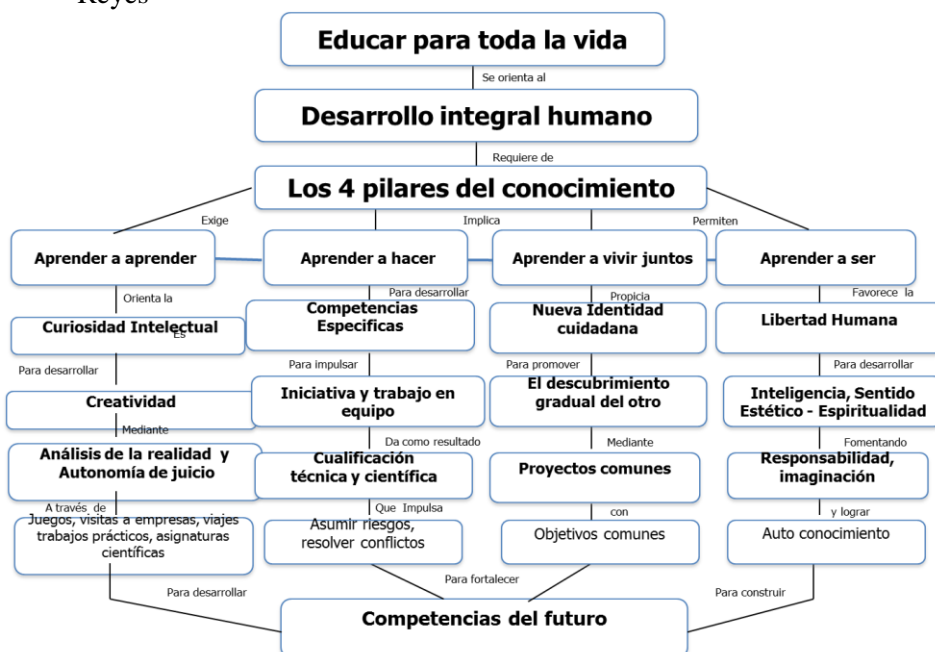 Reyes
Educar para toda la vida
Se orienta al
Desarrollo integral humano
Requiere de
Los 4 pilares del conocimiento
Exige
Implica
Permiten
Aprender a aprender
Aprender a hacer
Aprender a vivir juntos
Aprender a ser
Orienta la
Para desarrollar
Propicia
Favorece la
Curiosidad Intelectual
Es
Competencias
Especificas
Nueva Identidad
cuidadana
Libertad Humana
Para desarrollar
Para impulsar
Para promover
Para desarrollar
Creatividad
Iniciativa y trabajo en
equipo
El descubrimiento
gradual del otro
Inteligencia, Sentido
Estético - Espiritualidad
Mediante
Da como resultado
Mediante
Fomentando
Análisis de la realidad y
Autonomía de juicio
Cualificación
técnica y científica
Proyectos comunes
Responsabilidad,
imaginación
A través de
Que Impulsa
con
y lograr
Juegos, visitas a empresas, viajes
trabajos prácticos, asignaturas
científicas
Asumir riesgos,
resolver conflictos
Objetivos comunes
Auto conocimiento
Para desarrollar
Para fortalecer
Para construir
Competencias del futuro